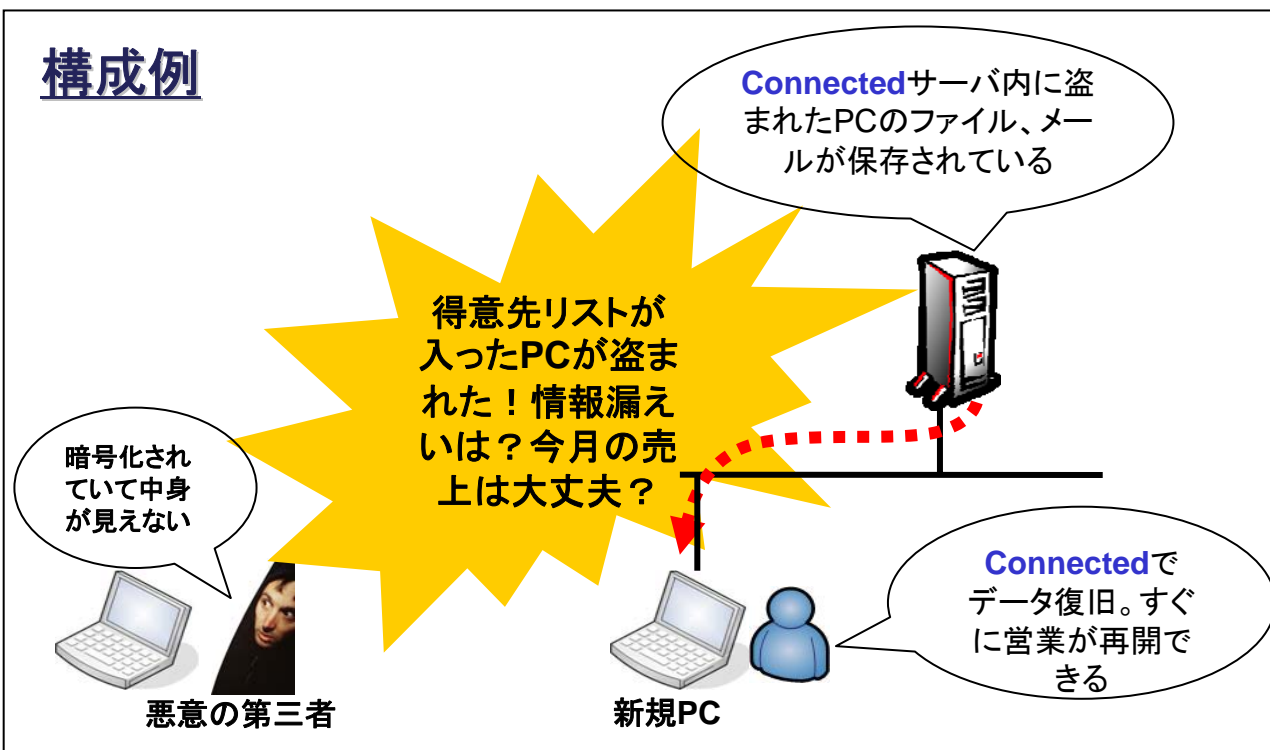 構成例
Connectedサーバ内に盗
まれたPCのファイル、メー
ルが保存されている
得意先リストが
入ったPCが盗ま
れた！情報漏え
いは？今月の売
上は大丈夫？
暗号化され
ていて中身
が見えない
Connectedで
データ復旧。すぐ
に営業が再開で
きる
悪意の第三者
新規PC